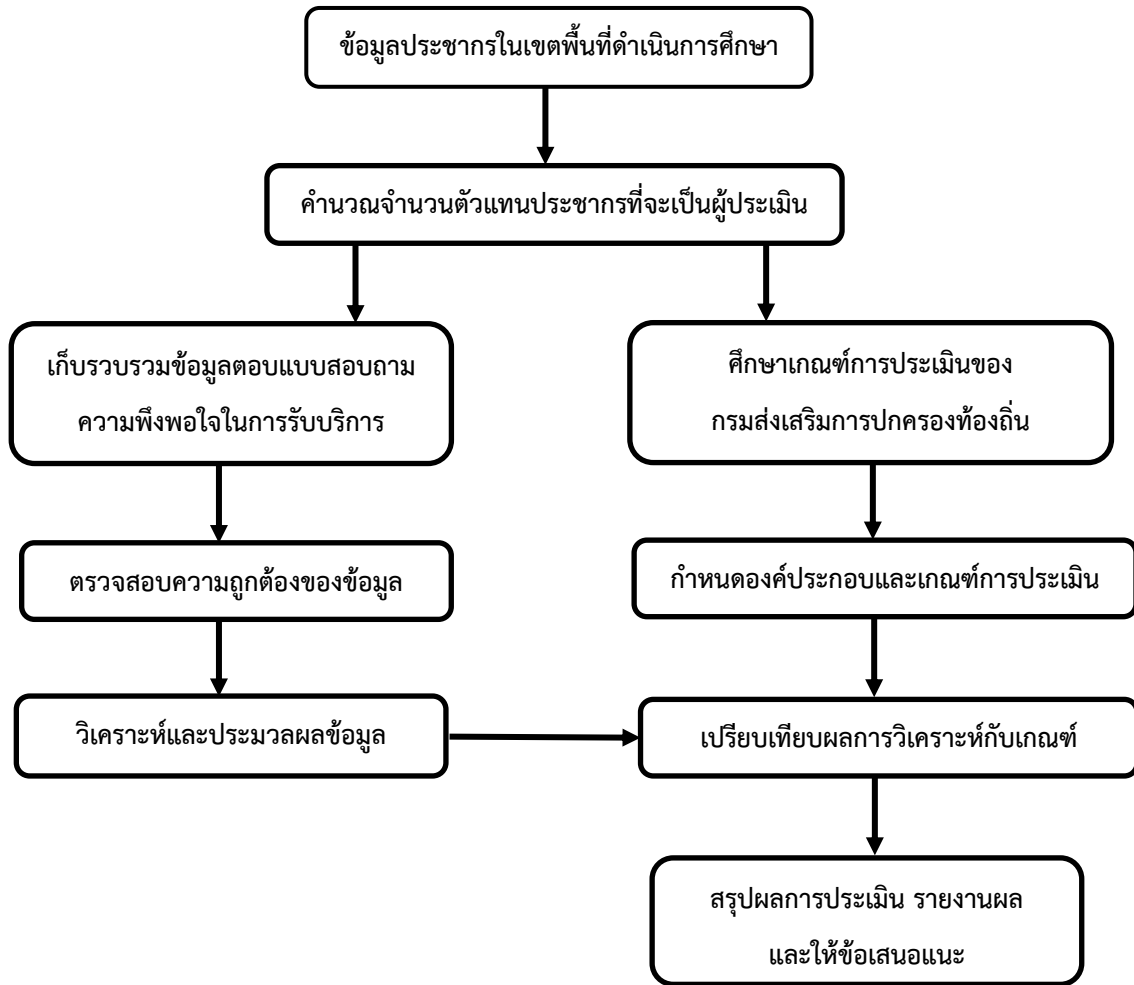 ข้อมูลประชากรในเขตพื้นที่ดำเนินการศึกษา
คำนวณจำนวนตัวแทนประชากรที่จะเป็นผู้ประเมิน
เก็บรวบรวมข้อมูลตอบแบบสอบถาม
ความพึงพอใจในการรับบริการ
ศึกษาเกณฑ์การประเมินของ
กรมส่งเสริมการปกครองท้องถิ่น
ตรวจสอบความถูกต้องของข้อมูล
กำหนดองค์ประกอบและเกณฑ์การประเมิน
วิเคราะห์และประมวลผลข้อมูล
เปรียบเทียบผลการวิเคราะห์กับเกณฑ์
สรุปผลการประเมิน รายงานผล
และให้ข้อเสนอแนะ